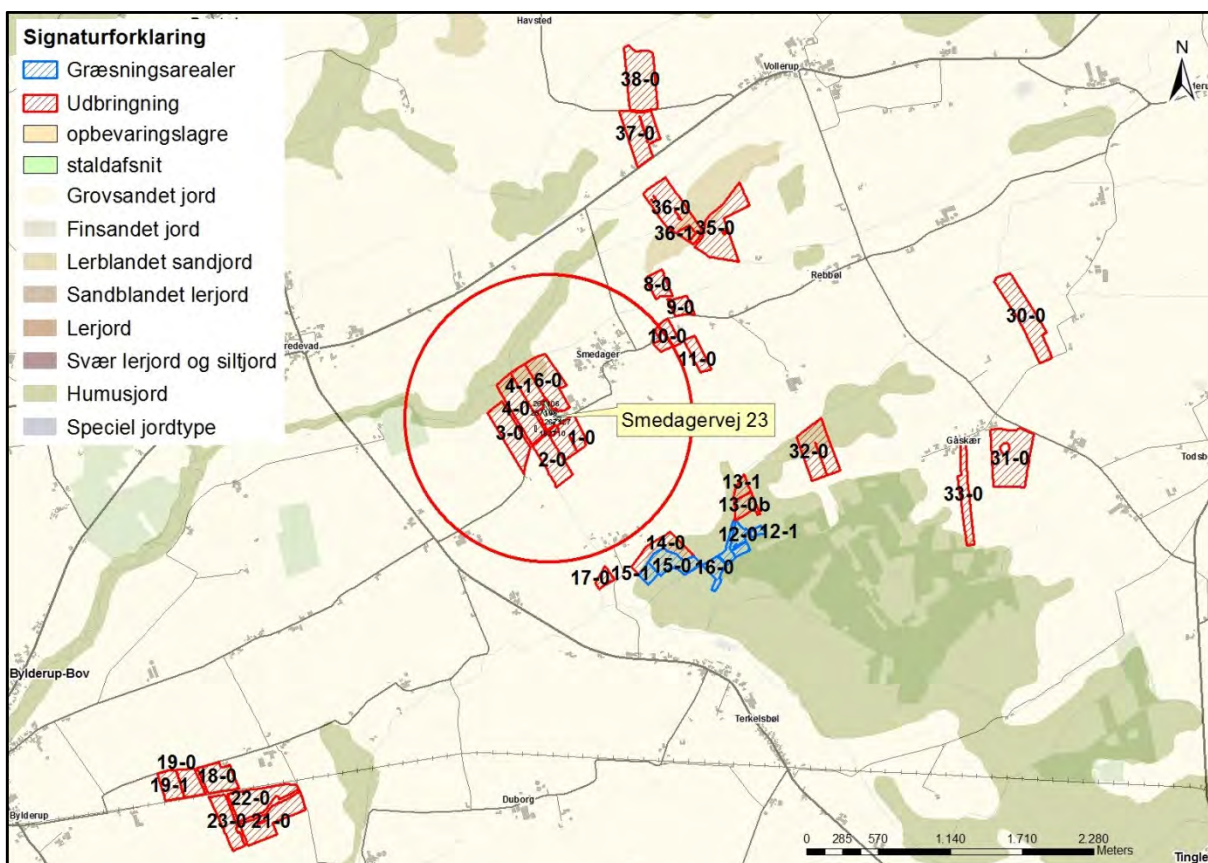 Signaturforklaring
Græsningsarealer
Udbringning
opbevaringslagre
staldafsnit
Grovsandet jord
Finsandet jord
Lerblandet sandjord
Sandblandet lerjord
Lerjord
Svær lerjord og siltjord
Humusjord
Speciel jordtype
Havsted
Vollerup
N
38-0
37-0
36-0
36-1
35-0
Rebbøl
8-0
9-0
30-0
10-0
Smedager
11-0
4-1
6-0
4-0
3-0
1-0
2-0
Smedagervej 23
Gåskær
32-0
31-0
33-0
13-1
13-0b
12-0
12-1
14-0
15-0
15-1
16-0
17-0
Bylderup-Bov
Terkelsbøl
19-0
19-1
18-0
22-0
23-0
21-0
Bylderup
Duborg
0 285 570 1.140 1.710 2.280
Meters